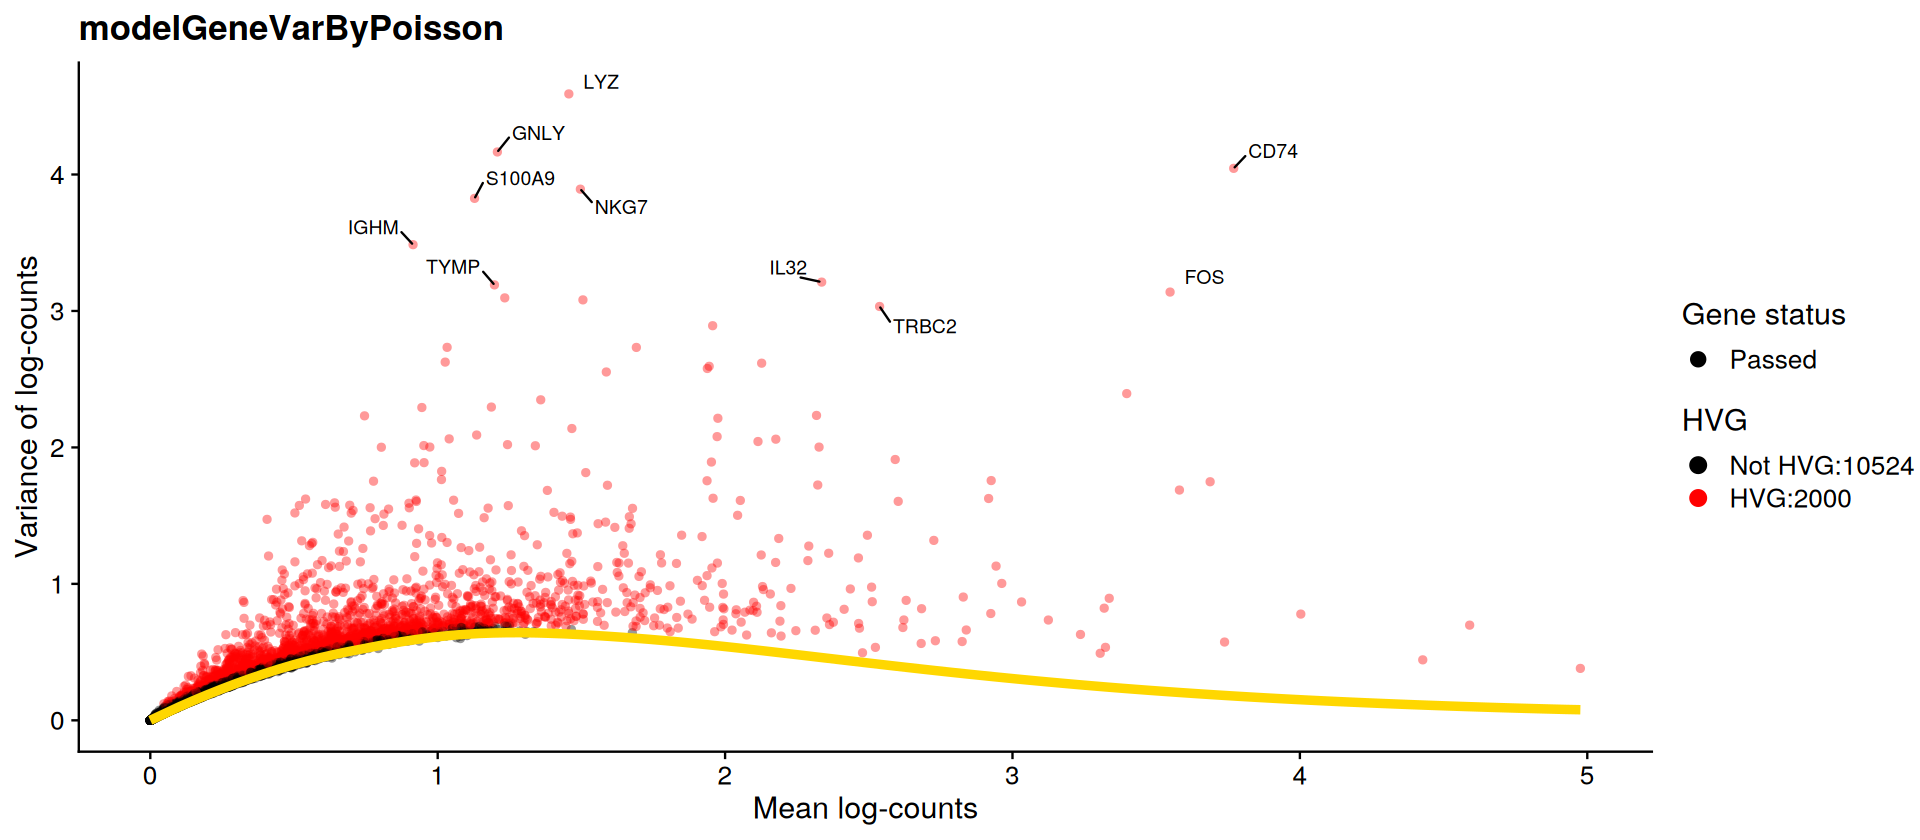 modelGeneVarByPoisson
LYZ
GNLY
CD74
S100A9
NKG7
IGHM
TYMP
IL32
FOS
TRBC2
Variance of log-counts
4
3
2
1
0
0 1 2 3 4 5
Mean log-counts
Gene status
Passed
HVG
Not HVG:10524
HVG:2000